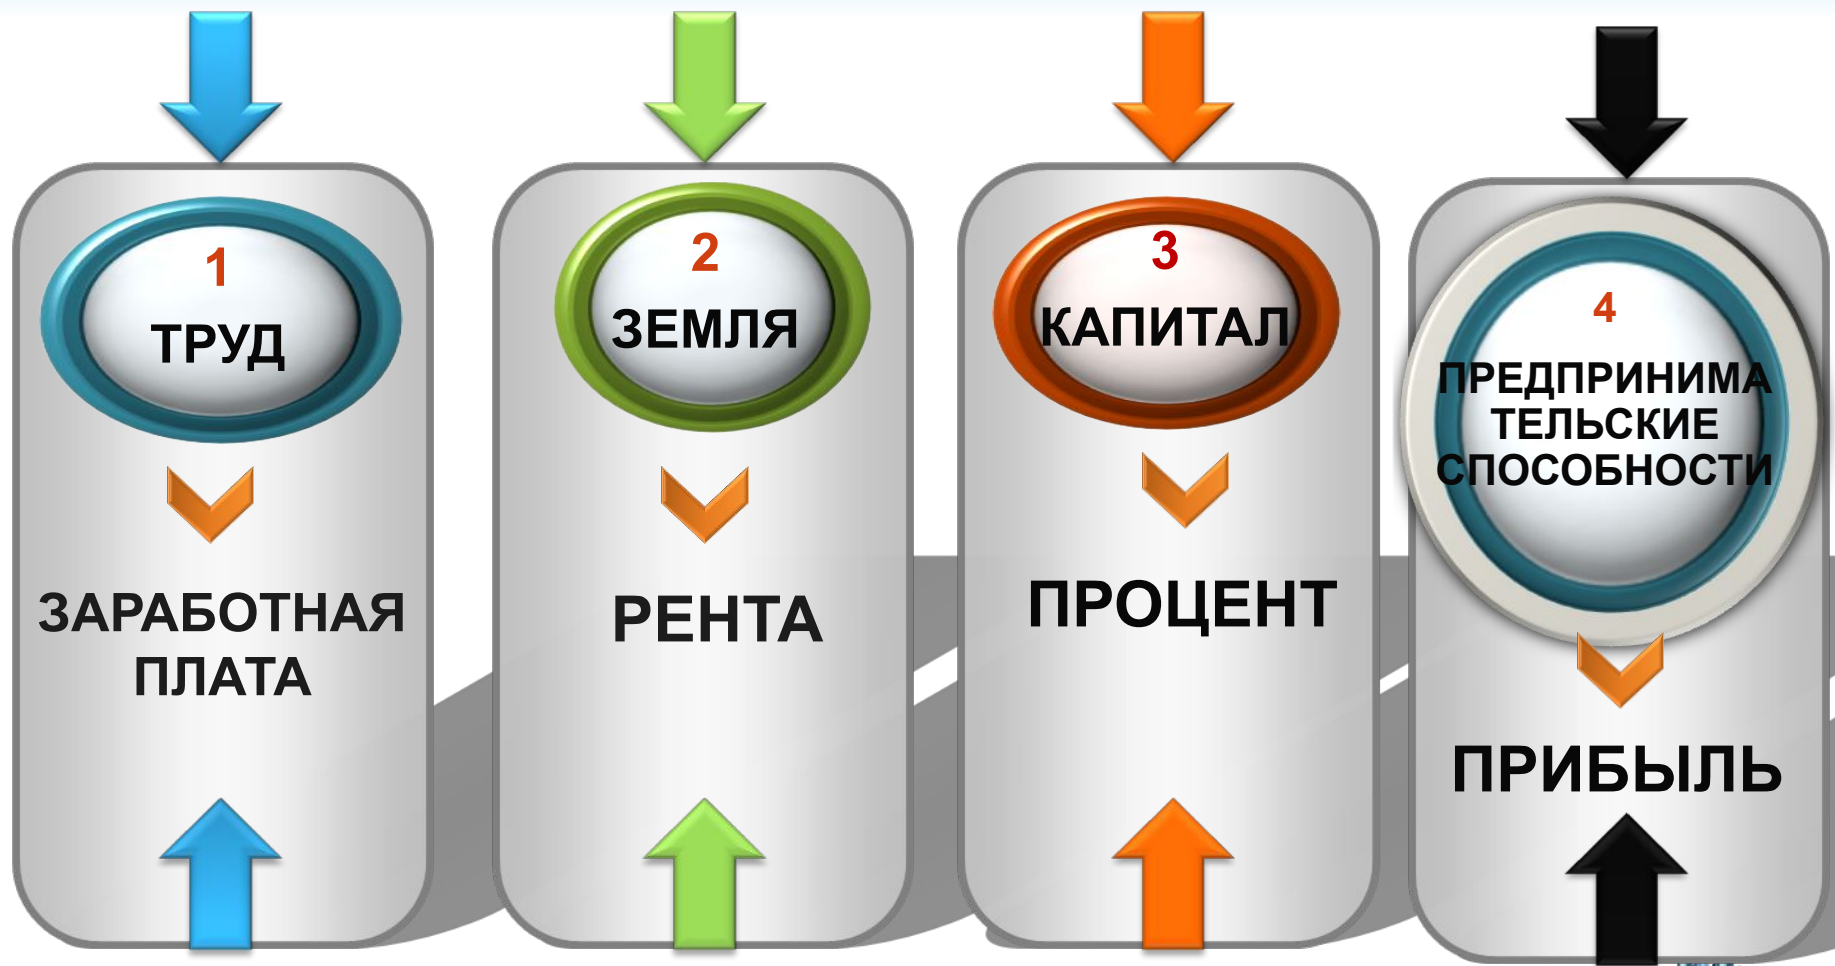 1
ТРУД
ЗАРАБОТНАЯ
ПЛАТА
2
ЗЕМЛЯ
РЕНТА
3
КАПИТАЛ
ПРОЦЕНТ
4
ПРЕДПРИНИМА
ТЕЛЬСКИЕ
СПОСОБНОСТИ
ПРИБЫЛЬ